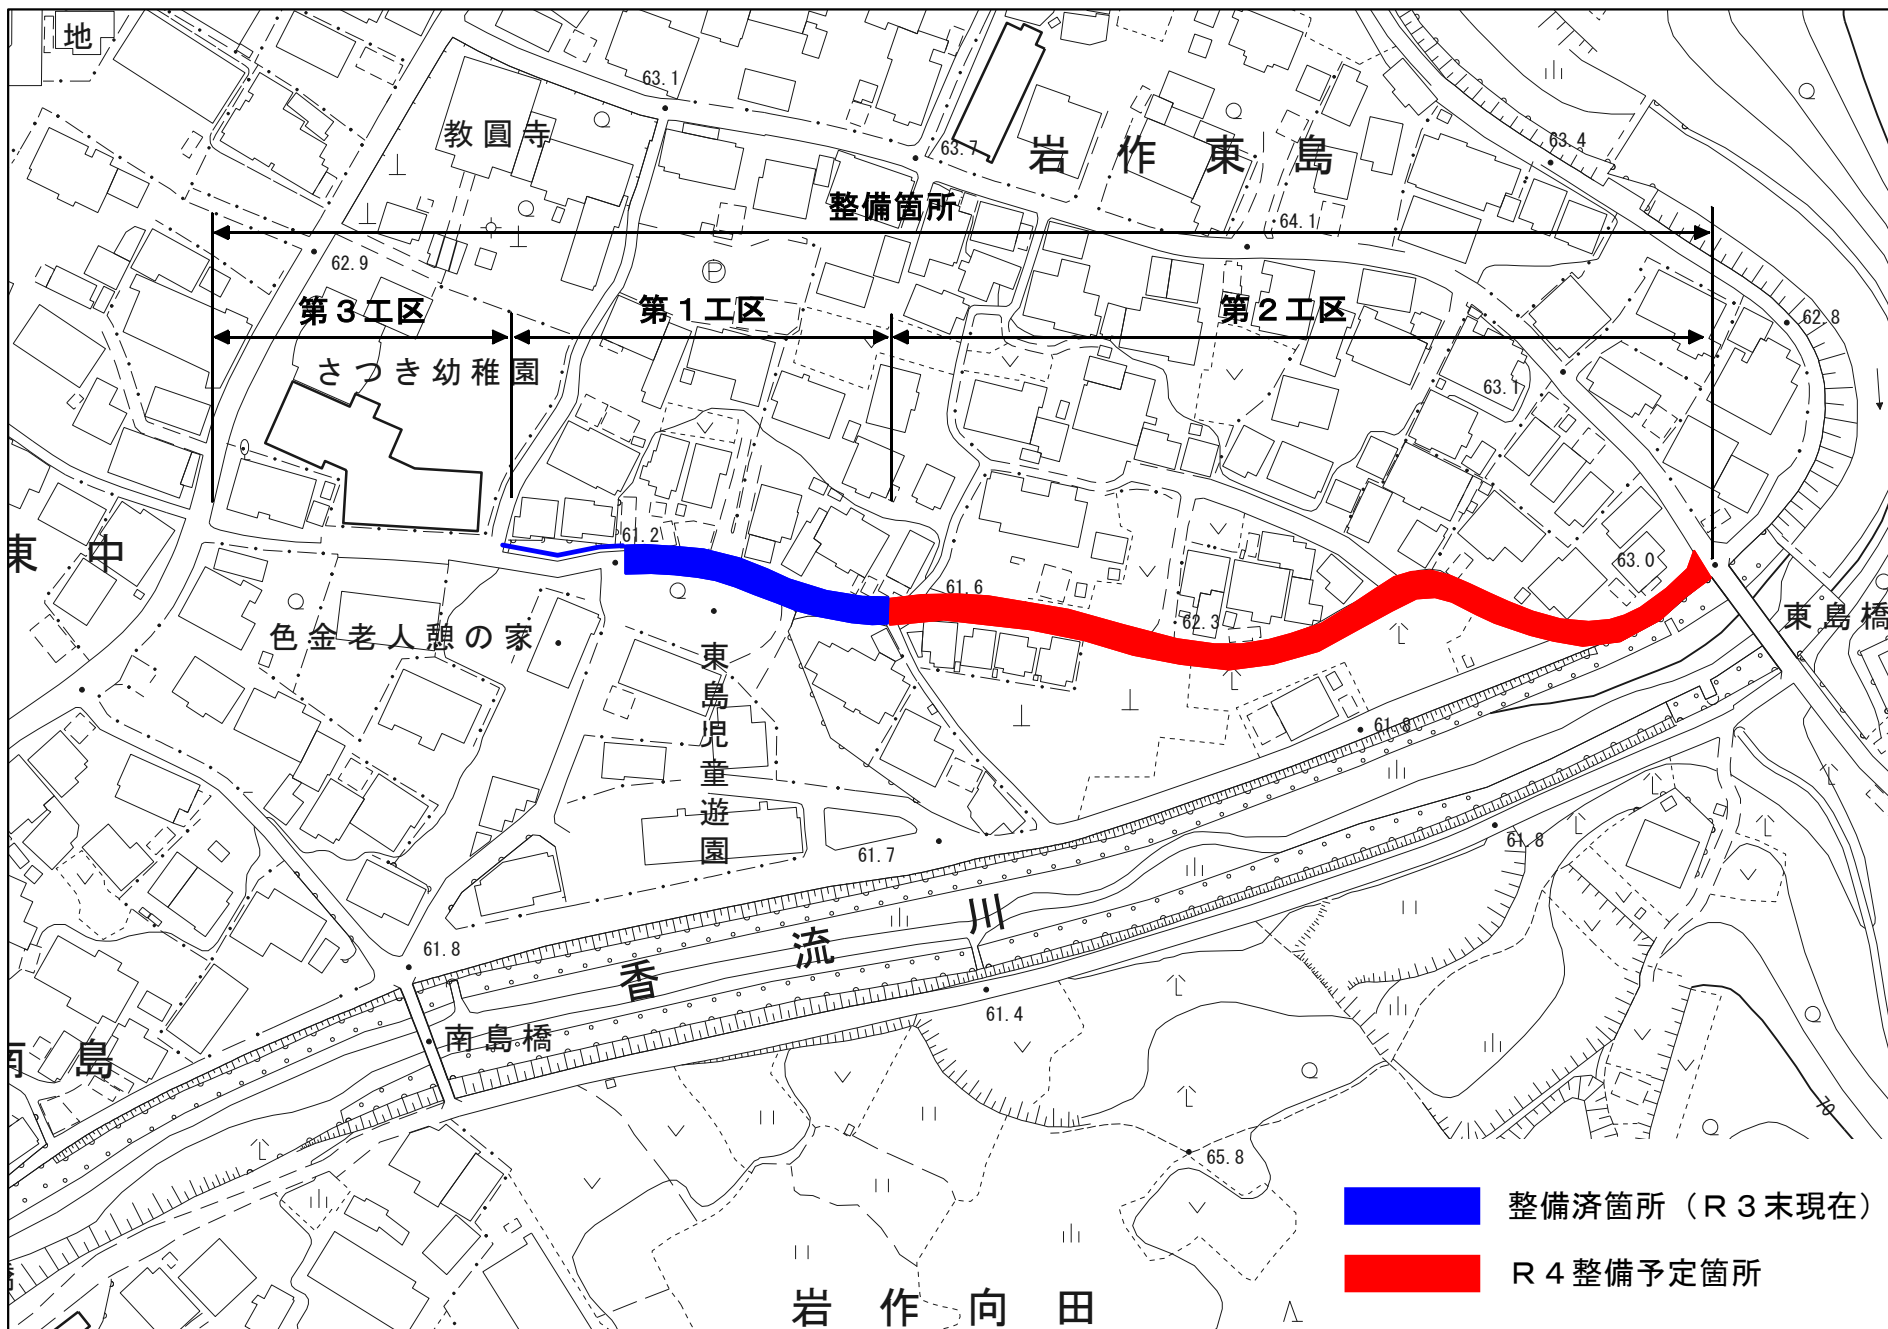 地
63.1
教圓寺
63.7
岩作東島
63.4
整備箇所
64.1
62.9
P
第3工区
第1工区
第2工区
62.8
さつき幼稚園
63.1
東中
61.2
63.0
61.6
東島橋
62.3
色金老人憩の家
東島児童遊園
61.8
61.7
61.8
川
流
香
61.8
61.4
南島橋
南島
70
65.8
整備済箇所（R3末現在）
R4整備予定箇所
岩作向田